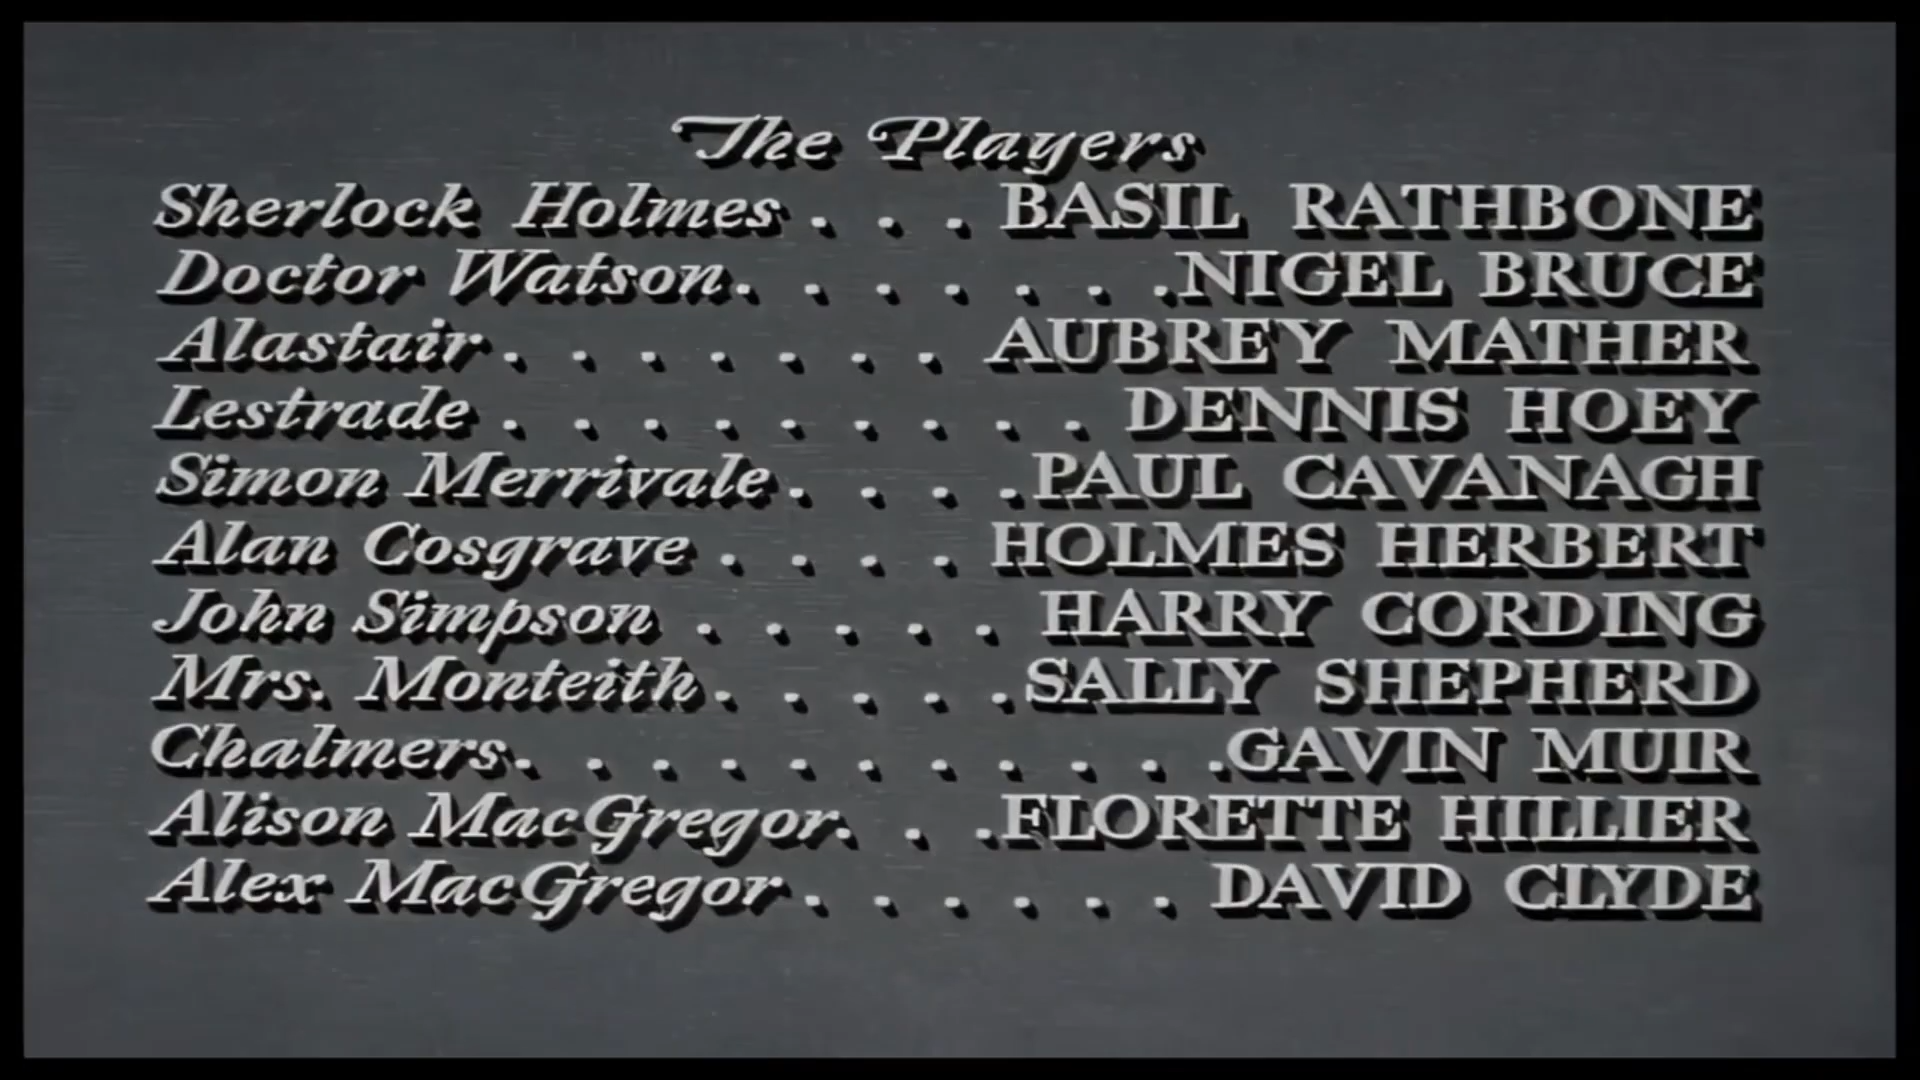 The Players
Sherlock Holmes . . . BASIL RATHBONE
Doctor Watson. . . . . . .NIGEL BRUCE
Alastair. . . . . . . AUBREY MATHER
Lestrade . . . . . . . . . DENNIS HOEY
Simon Merrivale. . . .PAUL CAVANAGH
Alan Cosgrave . . . . HOLMES HERBERT
John Simpson . . . . . HARRY CORDING
Mrs. Monteith. . . . .SALLY SHEPHERD
Chalmers. . . . . . . . . . .GAVIN MUIR
Alison MacGregor. . .FLORETTE HILLIER
Alex MacGregor. . . . . . DAVID CLYDE